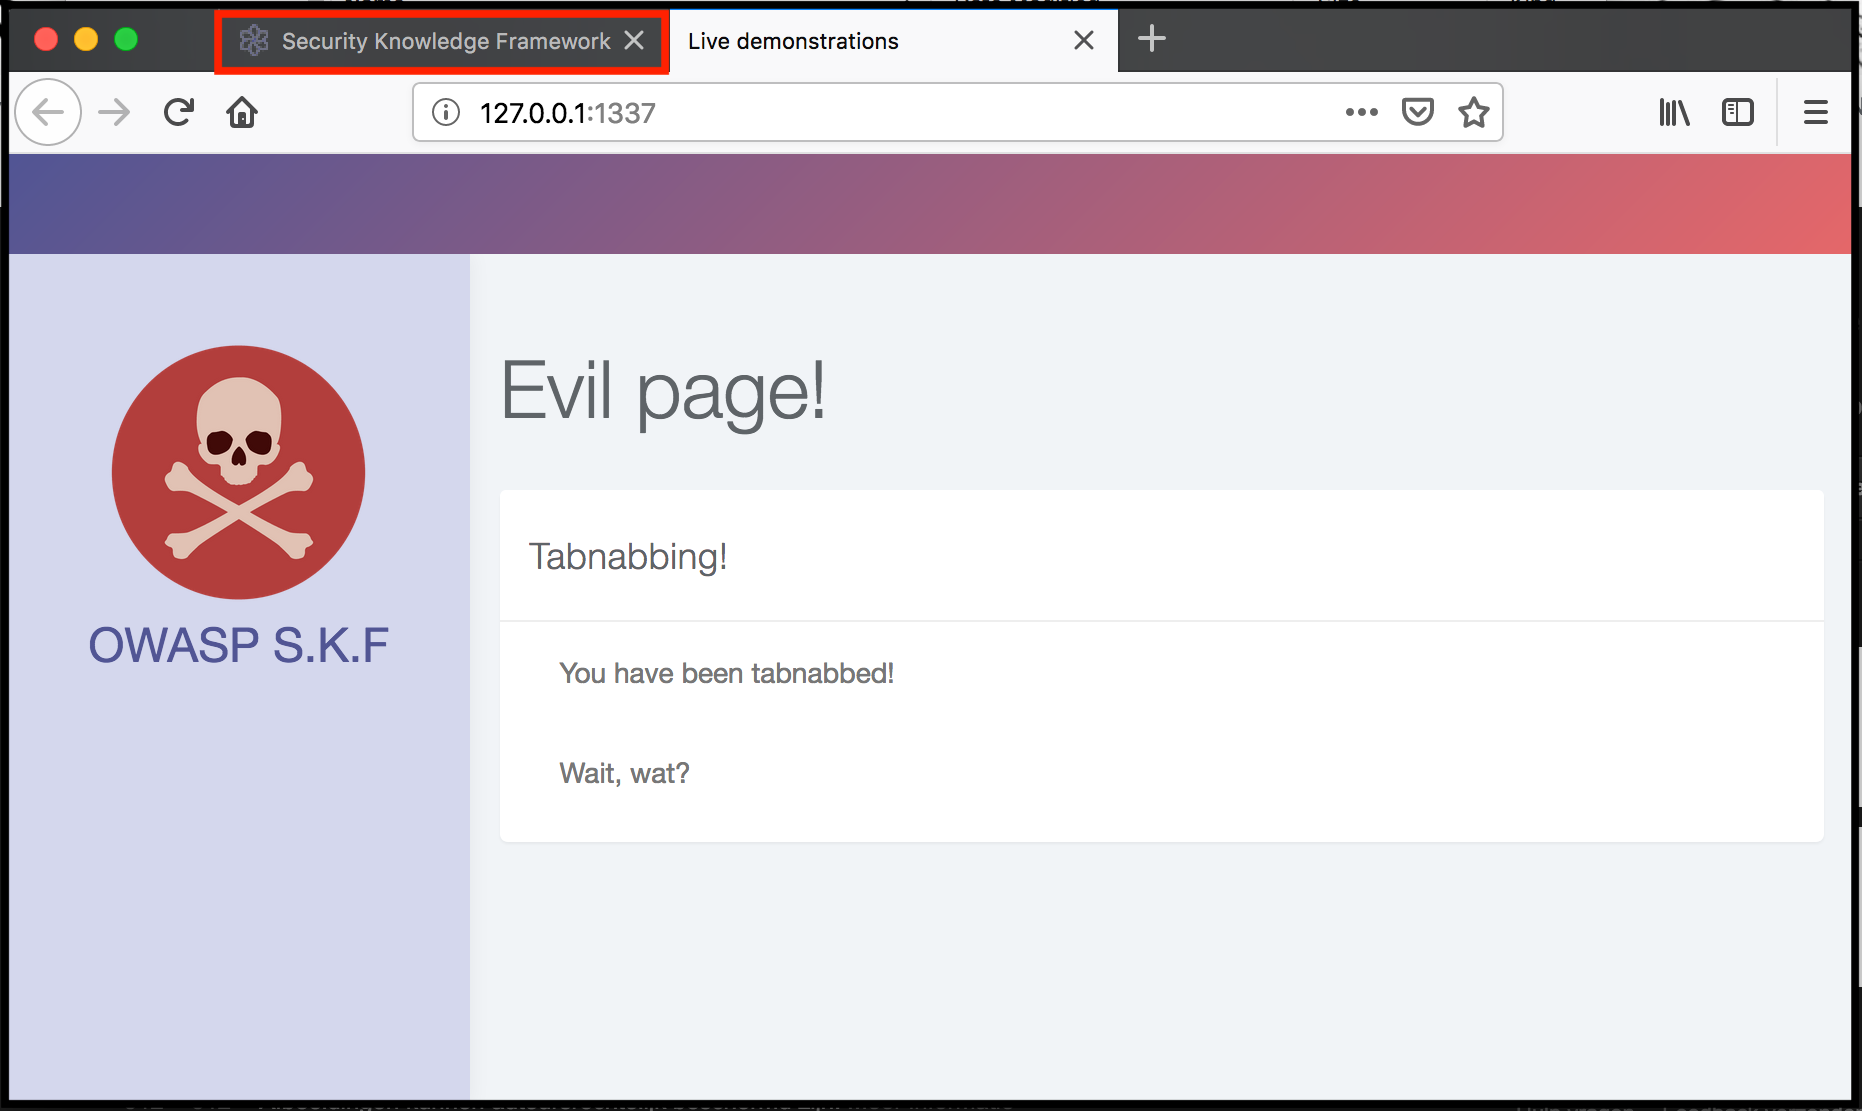 Security Knowledge Framework
Live demonstrations
127.0.0.1:1337
OWASP S.K.F
Evil page!
Tabnabbing!
You have been tabnabbed!
Wait, wat?